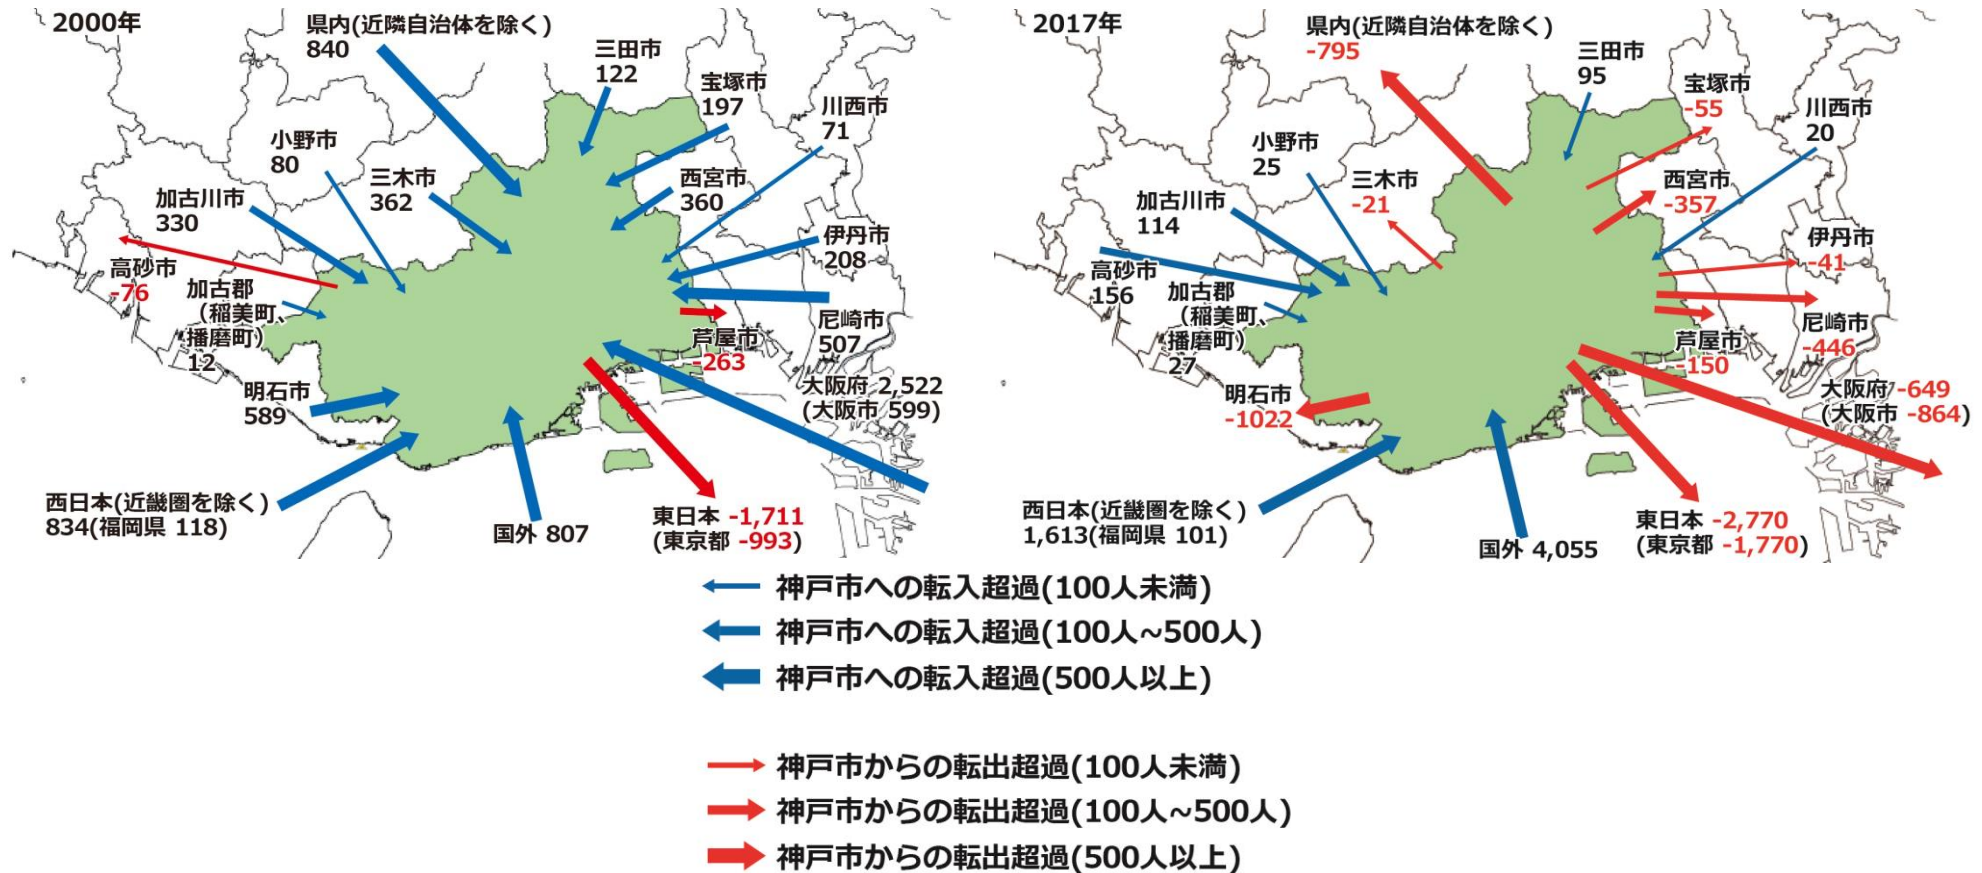 2000年
県内(近隣自治体を除く)
840
三田市
122
宝塚市
197
川西市
71
小野市
80
三木市
362
西宮市
360
加古川市
330
伊丹市
208
高砂市
-76
加古郡
（稲美町、
播磨町）
12
尼崎市
507
芦屋市
-263
明石市
589
大阪府 2,522
(大阪市 599)
西日本(近畿圏を除く)
834(福岡県 118)
国外 807
東日本 -1,711
(東京都 -993)
2017年
県内(近隣自治体を除く)
-795
三田市
95
宝塚市
-55
川西市
20
小野市
25
三木市
-21
西宮市
-357
加古川市
114
伊丹市
-41
高砂市
156
加古郡
（稲美町、
播磨町）
27
尼崎市
-446
芦屋市
-150
明石市
-1022
大阪府 -649
(大阪市 -864)
西日本(近畿圏を除く)
1,613(福岡県 101)
国外 4,055
東日本 -2,770
(東京都 -1,770)
神戸市への転入超過(100人未満)
神戸市への転入超過(100人~500人)
神戸市への転入超過(500人以上)
神戸市からの転出超過(100人未満)
神戸市からの転出超過(100人~500人)
神戸市からの転出超過(500人以上)